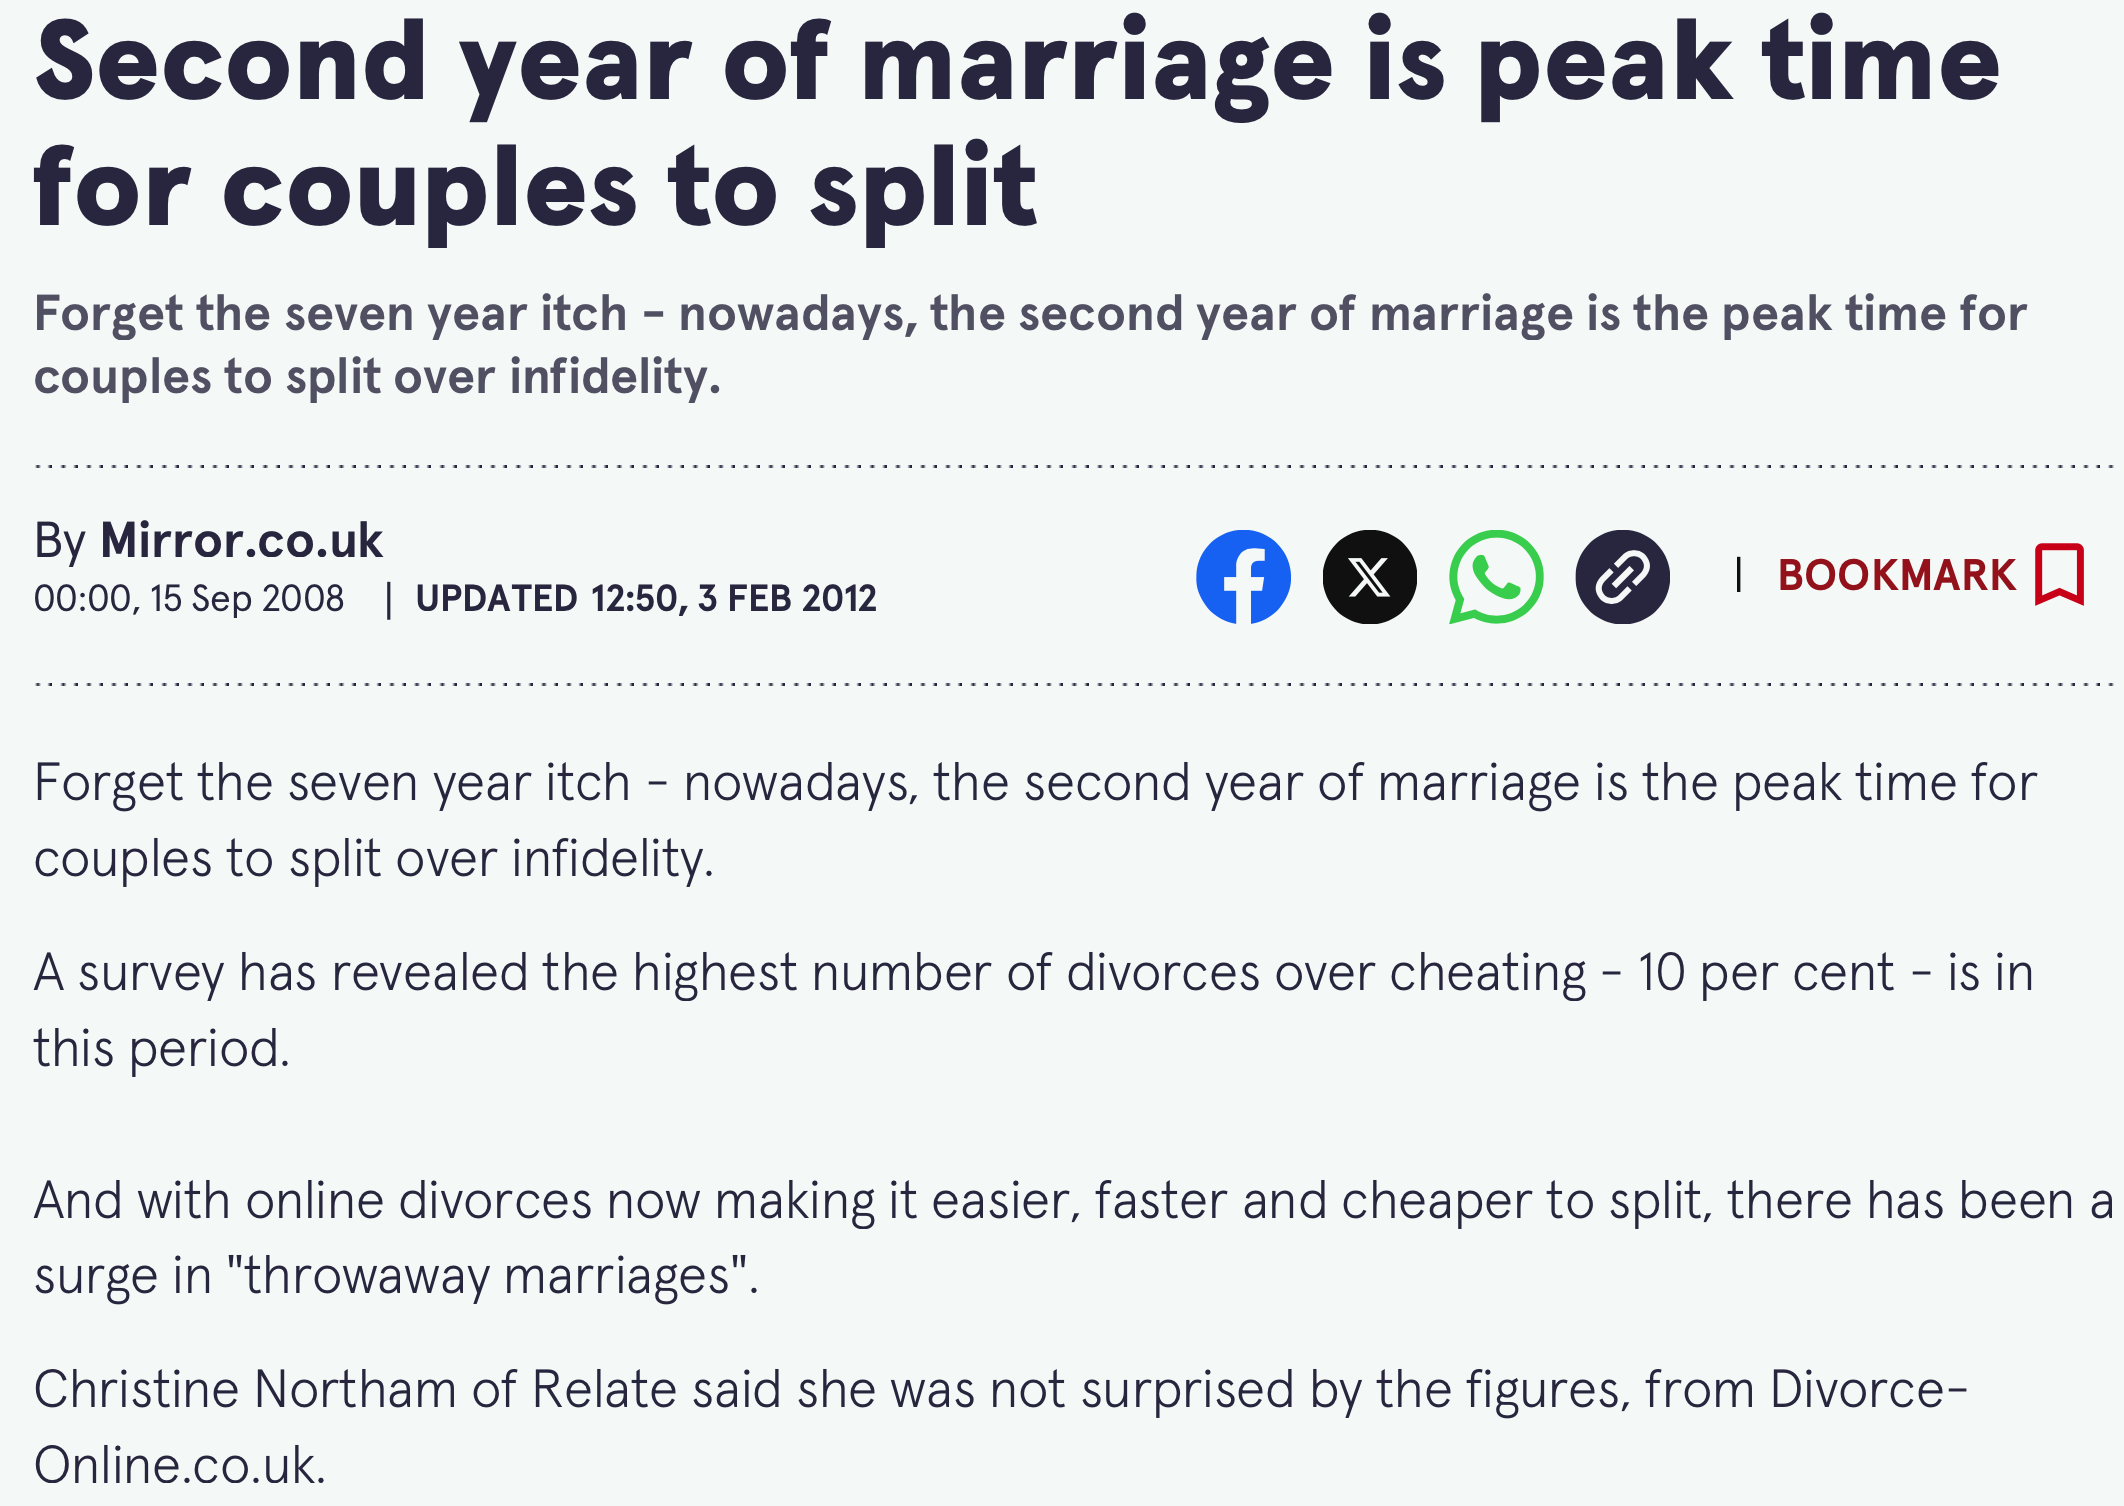 Second year of marriage is peak time
for couples to split
Forget the seven year itch - nowadays, the second year of marriage is the peak time for
couples to split over infidelity.
By Mirror.co.uk
00:00, 15 Sep 2008 | UPDATED 12:50, 3 FEB 2012
| BOOKMARK
Forget the seven year itch - nowadays, the second year of marriage is the peak time for
couples to split over infidelity.
A survey has revealed the highest number of divorces over cheating - 10 per cent - is in
this period.
And with online divorces now making it easier, faster and cheaper to split, there has been a
surge in "throwaway marriages".
Christine Northam of Relate said she was not surprised by the figures, from Divorce-
Online.co.uk.